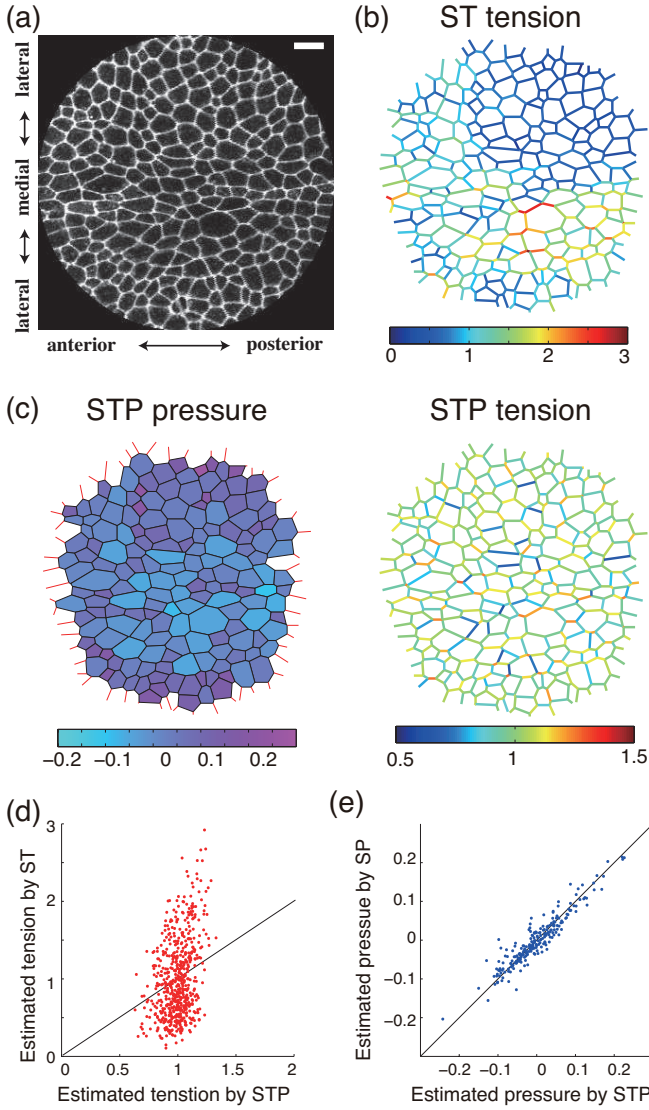 (a)
lateral
medial
lateral
anterior
posterior
(b)
ST tension
0 1 2 3
(c)
STP pressure
−0.2 −0.1 0 0.1 0.2
STP tension
0.5 1 1.5
(d)
Estimated tension by ST
3
2
1
0
0 0.5 1 1.5 2
Estimated tenstion by STP
(e)
Estimated pressue by SP
0.2
0.1
0
−0.1
−0.2
−0.2 −0.1 0 0.1 0.2
Estimated pressure by STP